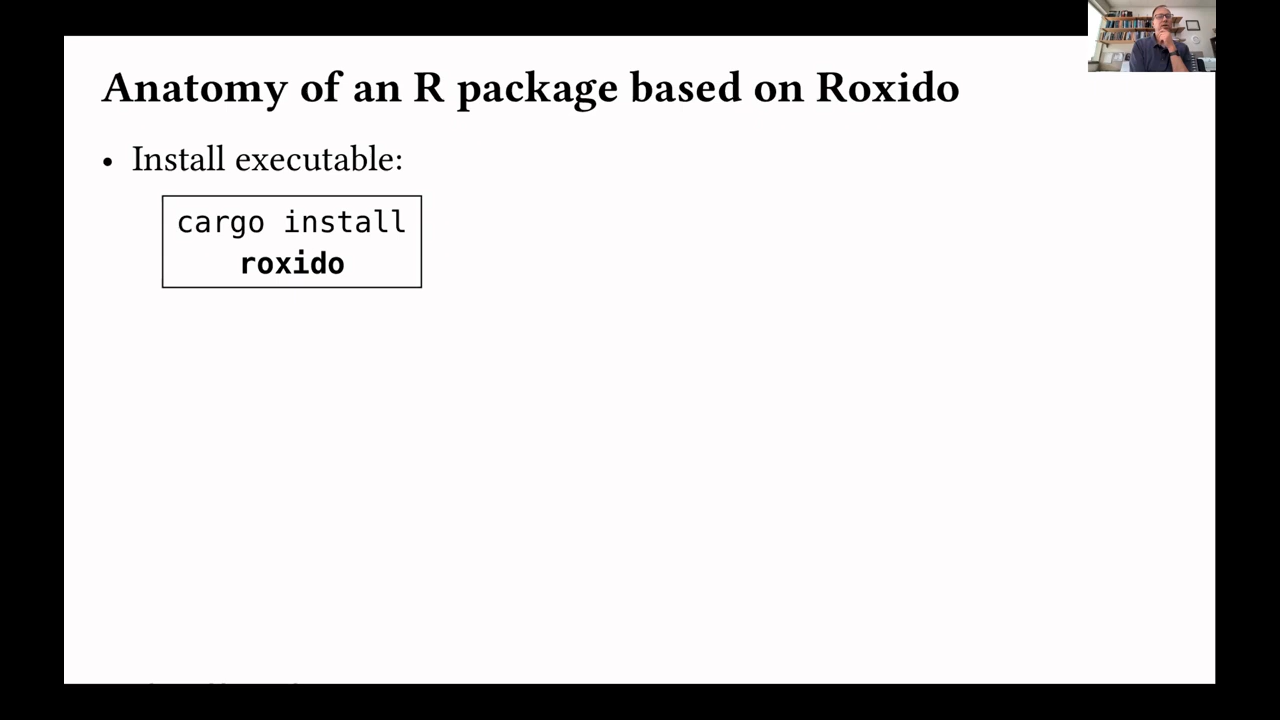 Anatomy of an R package based on Roxido
• Install executable:
cargo install
roxido